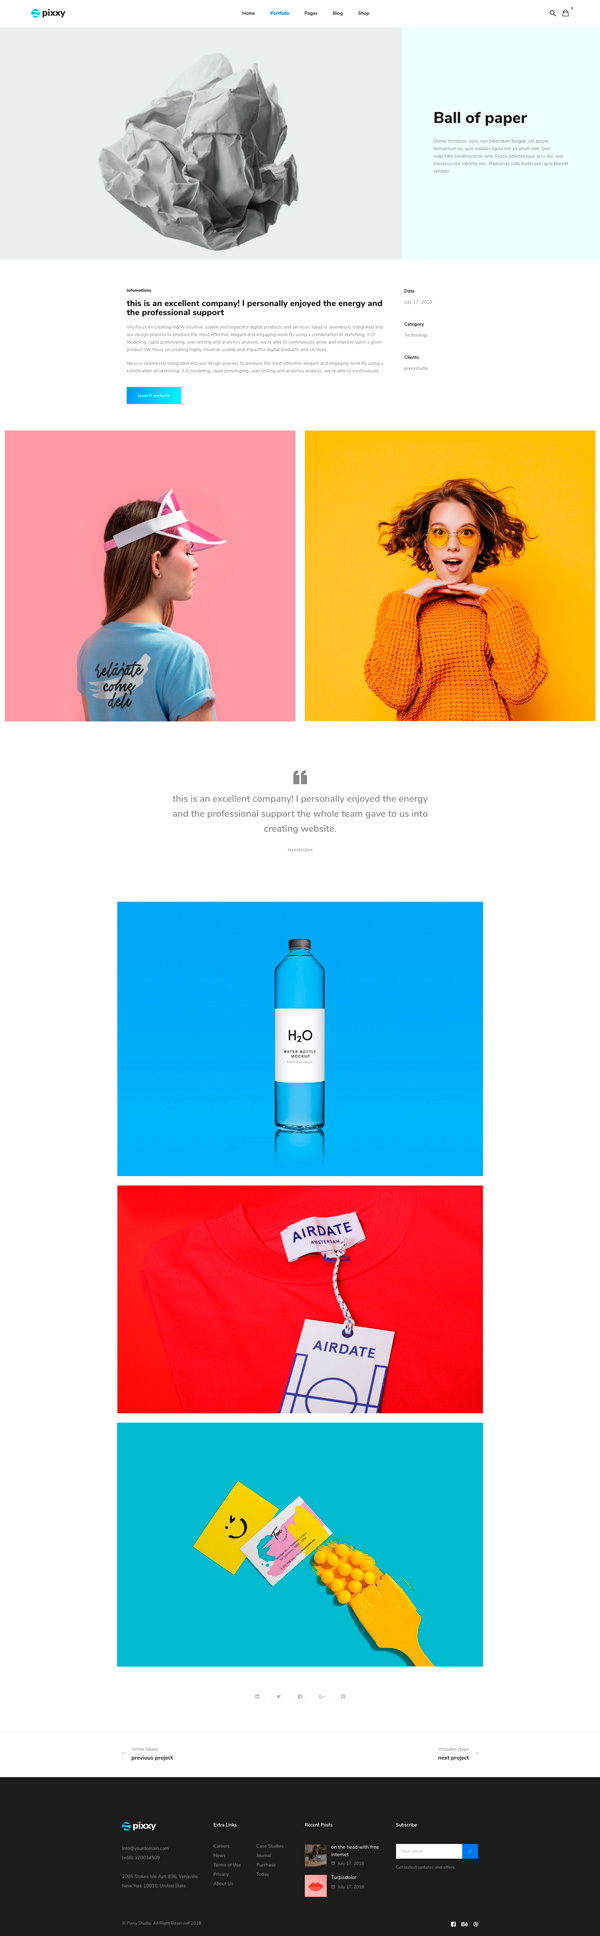 pixxy
Home Portfolio Pages Blog Shop
Ball of paper
Donec tincidunt, nunc non bibendum feugiat, elit ipsum
fermentum ex, quis sodales ligula nisl sit amet velit. Sed
vulputate condimentum sem. Fusce pellentesque arcu dui, sed
maximus nisl lobortis nec. Maecenas sollicitudin sem quis blandit
semper.
infomations
this is an excellent company! I personally enjoyed the energy and
the professional support
We focus on creating highly intuitive, usable and impactful digital products and services. Ideas is seamlessly integrated into
our design process to produce the most effective, elegant and engaging work.By using a combination of sketching, 3-D
modeling, rapid prototyping, user testing and analytics analysis, we're able to continuously grow and improve upon a given
product.We focus on creating highly intuitive, usable and impactful digital products and services.
Ideas is seamlessly integrated into our design process to produce the most effective, elegant and engaging work.By using a
combination of sketching, 3-D modeling, rapid prototyping, user testing and analytics analysis, we're able to continuously
launch website
Date
July 17, 2018
Category
Technology
Clients
pixxystudio
relájate
come
deli
this is an excellent company! I personally enjoyed the energy
and the professional support the whole team gave to us into
creating website.
PIXXYSTUDIO
H2O
WATER BOTTLE
MOCKUP
AIRDATE
AMSTERDAM
AIRDATE
White labels
previous project
Wooden steps
next project
pixxy
info@yourdomain.com
(+68) 120034509
2005 Stokes Isle Apt. 896, Venaville.
New York 10010, United State
Extra Links
Careers
News
Terms of Use
Privacy
About Us
Case Studies
Journal
Purchase
Today
Recent Posts
on the head with free
internet
July 17, 2018
Turpisdolor
July 17, 2018
Subscribe
Your email
Get lastest updates and offers.
© Pixxy Studio. All Right Reserved 2018